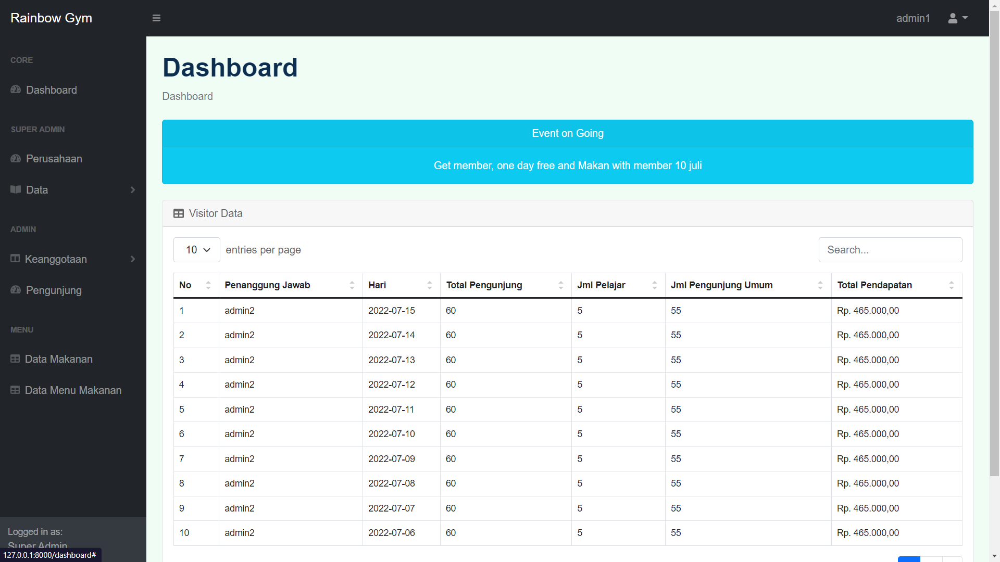 Rainbow Gym
admin1
CORE
Dashboard
SUPER ADMIN
Perusahaan
Data
ADMIN
Keanggotaan
Pengunjung
MENU
Data Makanan
Data Menu Makanan
Logged in as:
Super Admin
127.0.0.1:8000/dashboard#
Dashboard
Dashboard
Event on Going
Get member, one day free and Makan with member 10 juli
Visitor Data
10 entries per page Search...
No Penanggung Jawab Hari Total Pengunjung Jml Pelajar Jml Pengunjung Umum Total Pendapatan
1 admin2 2022-07-15 60 5 55 Rp. 465.000,00
2 admin2 2022-07-14 60 5 55 Rp. 465.000,00
3 admin2 2022-07-13 60 5 55 Rp. 465.000,00
4 admin2 2022-07-12 60 5 55 Rp. 465.000,00
5 admin2 2022-07-11 60 5 55 Rp. 465.000,00
6 admin2 2022-07-10 60 5 55 Rp. 465.000,00
7 admin2 2022-07-09 60 5 55 Rp. 465.000,00
8 admin2 2022-07-08 60 5 55 Rp. 465.000,00
9 admin2 2022-07-07 60 5 55 Rp. 465.000,00
10 admin2 2022-07-06 60 5 55 Rp. 465.000,00